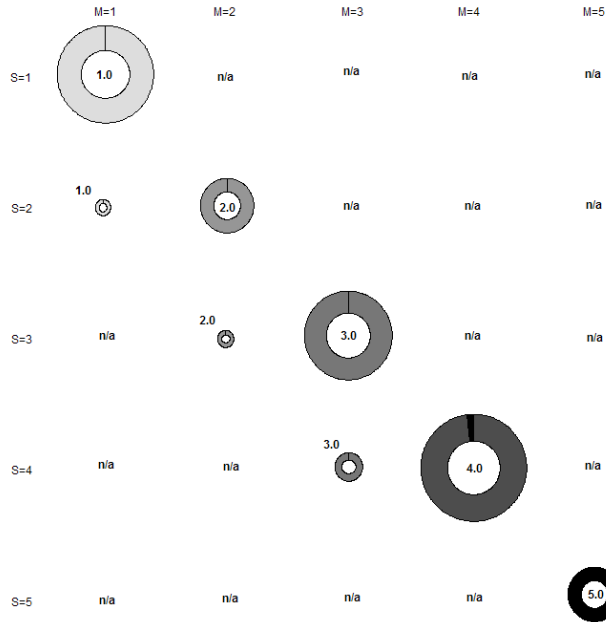 M=1 M=2 M=3 M=4 M=5
S=1 1.0 n/a n/a n/a n/a
S=2 1.0 2.0 n/a n/a n/a
S=3 n/a 2.0 3.0 n/a n/a
S=4 n/a n/a 3.0 4.0 n/a
S=5 n/a n/a n/a n/a 5.0